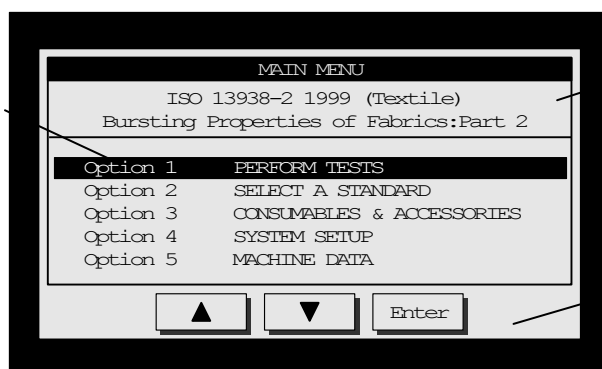 MAIN MENU
ISO 13938-2 1999 (Textile)
Bursting Properties of Fabrics:Part 2
Option 1 PERFORM TESTS
Option 2 SELECT A STANDARD
Option 3 CONSUMABLES & ACCESSORIES
Option 4 SYSTEM SETUP
Option 5 MACHINE DATA
▲ ▼ Enter